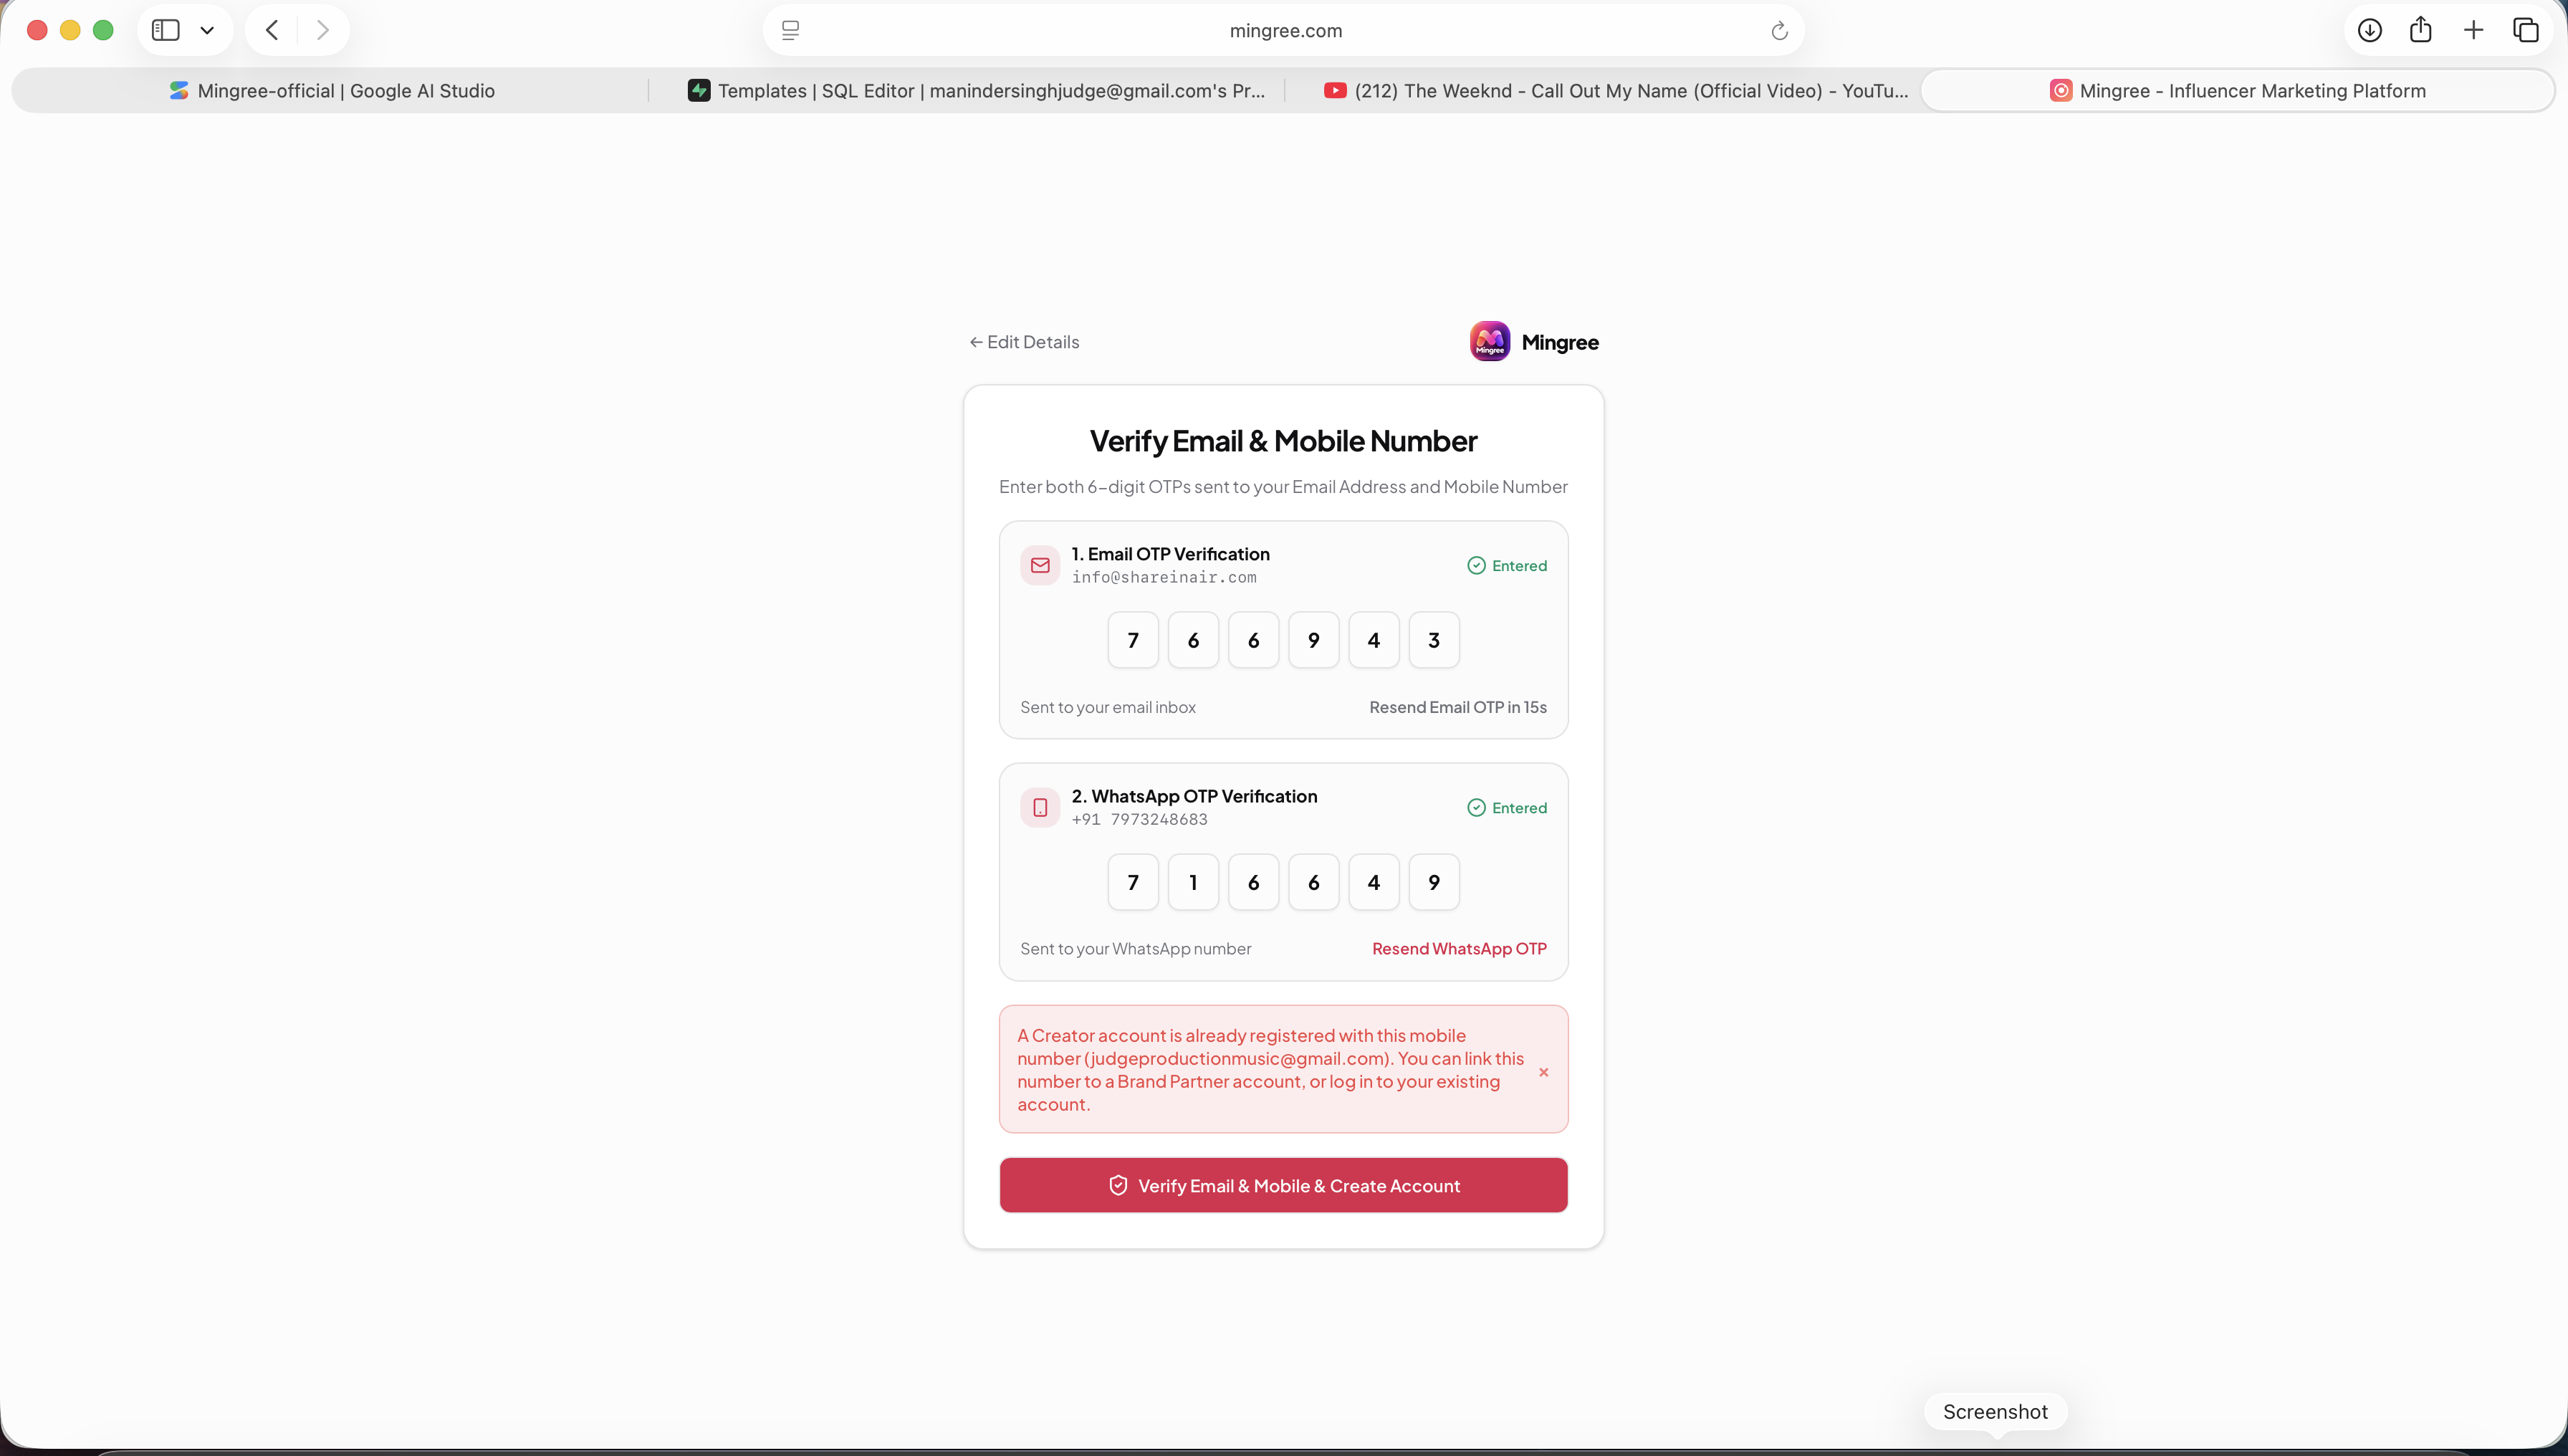 mingree.com
Mingree-official | Google AI Studio
Templates | SQL Editor | manindersinghjudge@gmail.com's Pr...
(212) The Weeknd - Call Out My Name (Official Video) - YouTu...
Mingree - Influencer Marketing Platform
← Edit Details
Mingree
Mingree
Verify Email & Mobile Number
Enter both 6-digit OTPs sent to your Email Address and Mobile Number
1. Email OTP Verification
Entered
info@shareinair.com
7 6 6 9 4 3
Sent to your email inbox
Resend Email OTP in 15s
2. WhatsApp OTP Verification
Entered
+91 7973248683
7 1 6 6 4 9
Sent to your WhatsApp number
Resend WhatsApp OTP
A Creator account is already registered with this mobile
number (judgeproductionmusic@gmail.com). You can link this
number to a Brand Partner account, or log in to your existing
account.
×
Verify Email & Mobile & Create Account
Screenshot